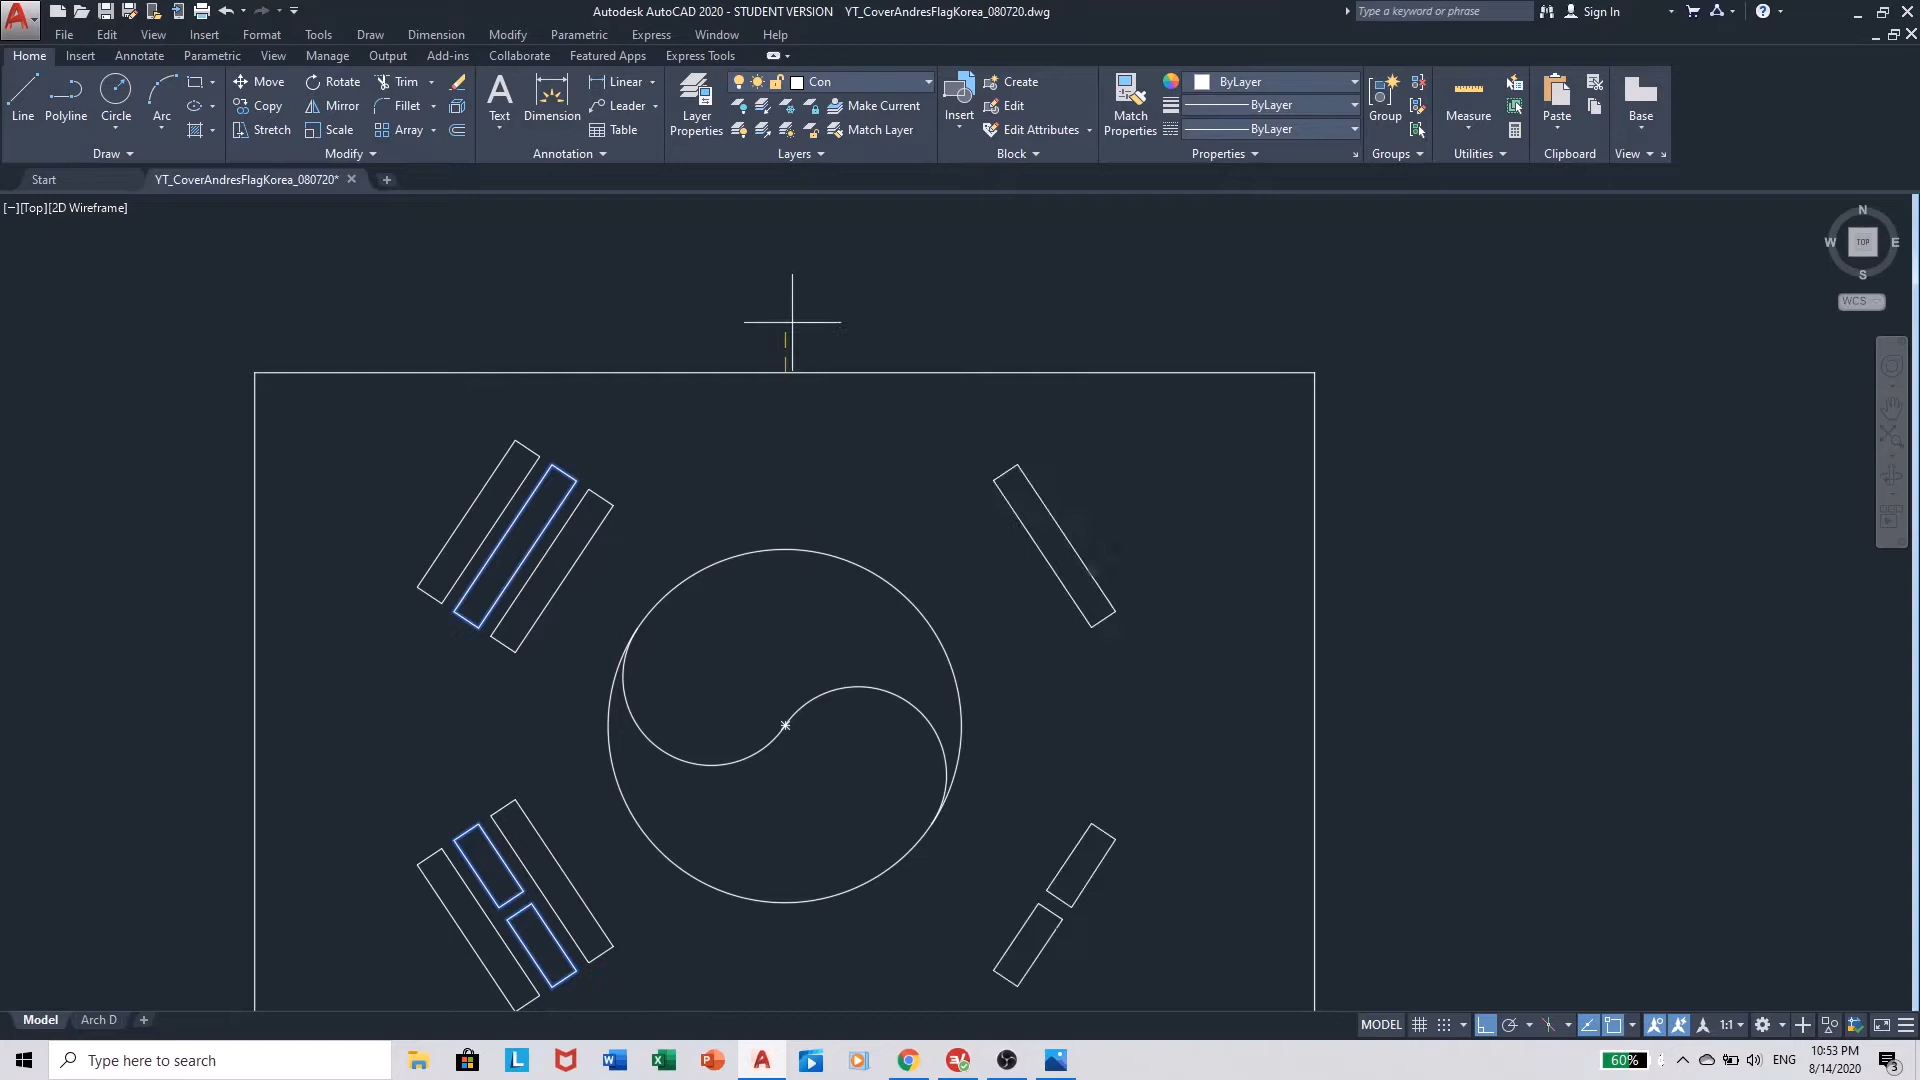 Autodesk AutoCAD 2020 - STUDENT VERSION YT_CoverAndresFlagKorea_080720.dwg
Type a keyword or phrase
Sign In
File Edit View Insert Format Tools Draw Dimension Modify Parametric Express Window Help
Home Insert Annotate Parametric View Manage Output Add-ins Collaborate Featured Apps Express Tools
Line Polyline Circle Arc
Move Rotate Trim
Copy Mirror Fillet
Stretch Scale Array
Text Dimension
Linear
Leader
Table
Layer Properties
Con
Make Current
Match Layer
Insert
Create
Edit
Edit Attributes
Match Properties
ByLayer
ByLayer
ByLayer
Group
Measure
Paste
Base
Draw Modify Annotation Layers Block Properties Groups Utilities Clipboard View
Start YT_CoverAndresFlagKorea_080720*
[−][Top][2D Wireframe]
N
W TOP E
S
WCS
Model Arch D
MODEL 1:1
Type here to search
60%
ENG
10:53 PM
8/14/2020
3